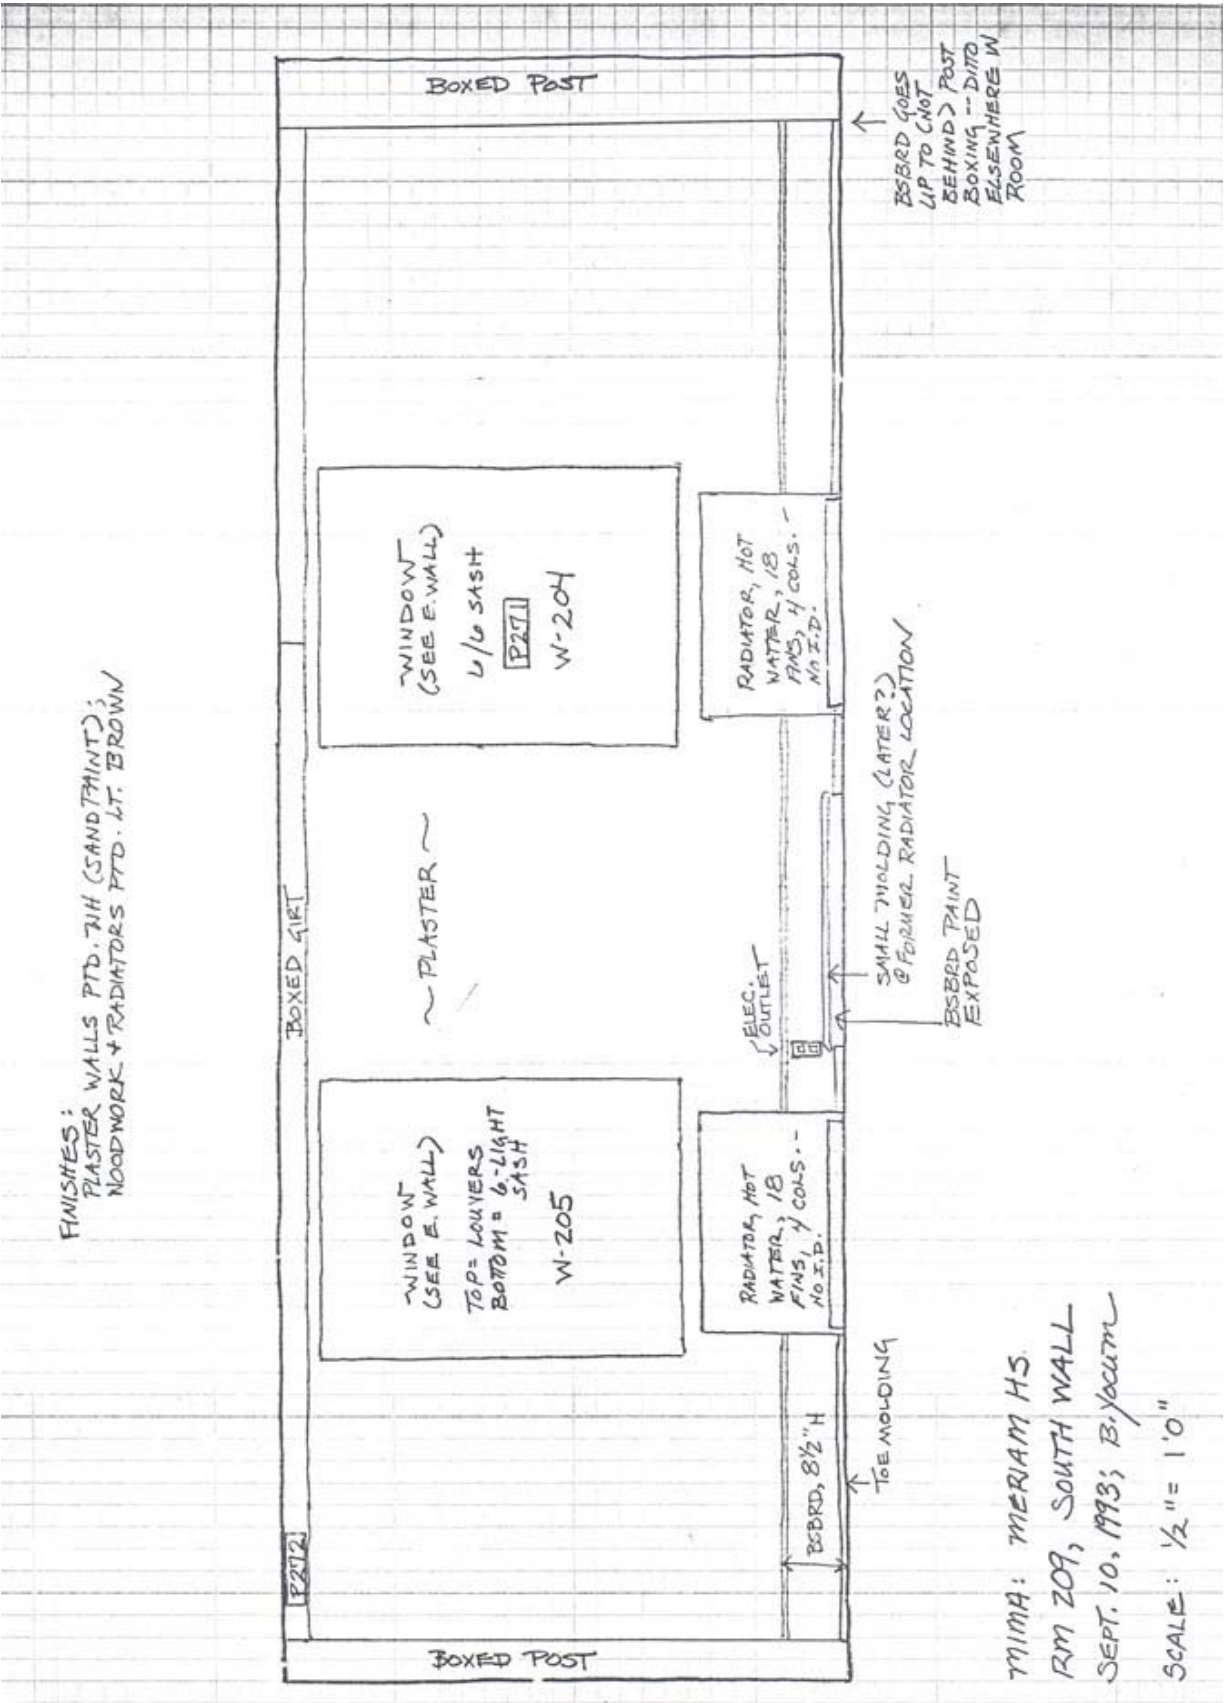 FINISHES:
PLASTER WALLS PTD. WH (SAND PAINT);
WOODWORK + RADIATORS PTD. LT. BROWN
P272
BOXED GIRT
BOXED POST
BOXED POST
WINDOW
(SEE E. WALL)
TOP = LOUVERS
BOTTOM = 6-LIGHT
SASH
W-205
~ PLASTER ~
WINDOW
(SEE E. WALL)
6/6 SASH
P271
W-204
RADIATOR, HOT
WATER, 18
FINS, 4 COLS. -
NO I.D.
ELEC.
OUTLET
RADIATOR, HOT
WATER, 18
FINS, 4 COLS. -
NO I.D.
BSBRD, 8½" H
TOE MOLDING
SMALL MOLDING (LATER?)
@ FORMER RADIATOR LOCATION
BSBRD PAINT
EXPOSED
BSBRD GOES
UP TO (NOT
BEHIND) POST
BOXING -- DITTO
ELSEWHERE IN
ROOM
MIMA: MERIAM HS.
RM 209, SOUTH WALL
SEPT. 10, 1993; B. Yocum
SCALE: ½" = 1'0"